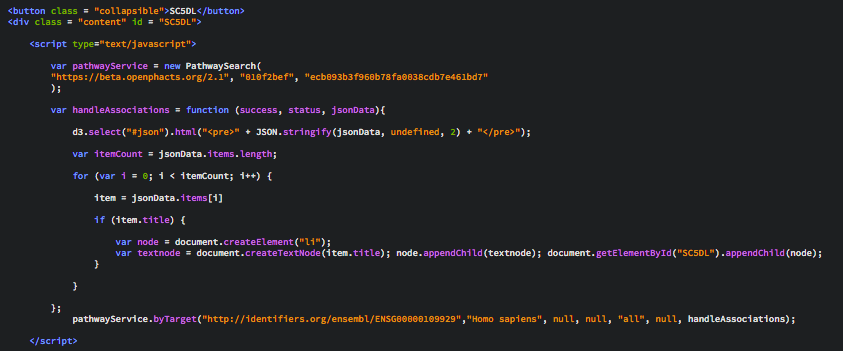 <button class = "collapsible">SC5DL</button>
<div class = "content" id = "SC5DL">
<script type="text/javascript">
var pathwayService = new PathwaySearch(
"https://beta.openphacts.org/2.1", "010f2bef", "ecb093b3f960b78fa0038cdb7e461bd7"
);
var handleAssociations = function (success, status, jsonData){
d3.select("#json").html("<pre>" + JSON.stringify(jsonData, undefined, 2) + "</pre>");
var itemCount = jsonData.items.length;
for (var i = 0; i < itemCount; i++) {
item = jsonData.items[i]
if (item.title) {
var node = document.createElement("li");
var textnode = document.createTextNode(item.title); node.appendChild(textnode); document.getElementById("SC5DL").appendChild(node);
}
}
};
pathwayService.byTarget("http://identifiers.org/ensembl/ENSG00000109929","Homo sapiens", null, null, "all", null, handleAssociations);
</script>